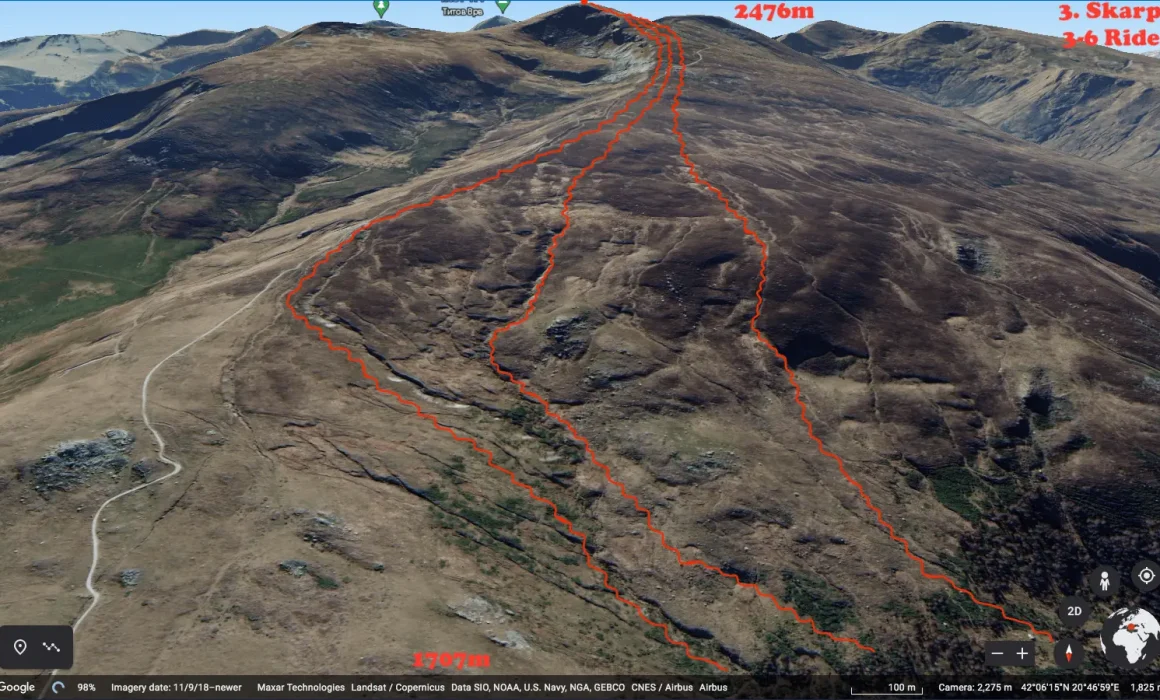 Титов Врв
2476m
3. Skarp
3-6 Ride
1707m
2D
Google
98%
Imagery date: 11/9/18–newer
Maxar Technologies Landsat / Copernicus Data SIO, NOAA, U.S. Navy, NGA, GEBCO CNES / Airbus Airbus
100 m
Camera: 2,275 m 42°06'15"N 20°46'59"E 1,825 m